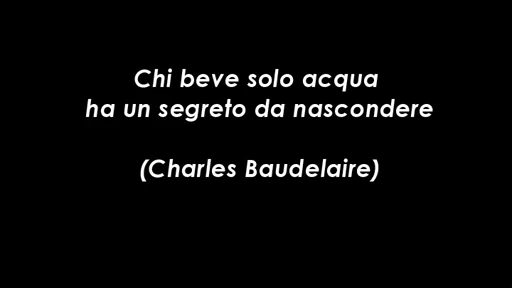 Chi beve solo acqua
ha un segreto da nascondere
(Charles Baudelaire)